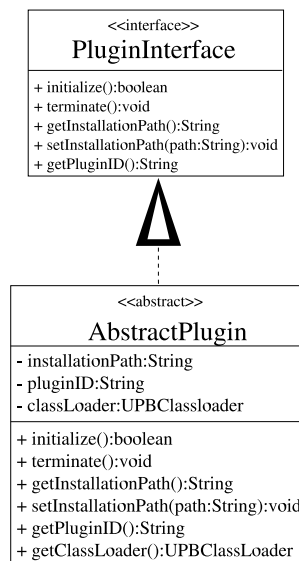 <<interface>>
PluginInterface
+ initialize():boolean
+ terminate():void
+ getInstallationPath():String
+ setInstallationPath(path:String):void
+ getPluginID():String
<<abstract>>
AbstractPlugin
- installationPath:String
- pluginID:String
- classLoader:UPBClassloader
+ initialize():boolean
+ terminate():void
+ getInstallationPath():String
+ setInstallationPath(path:String):void
+ getPluginID():String
+ getClassLoader():UPBClassLoader